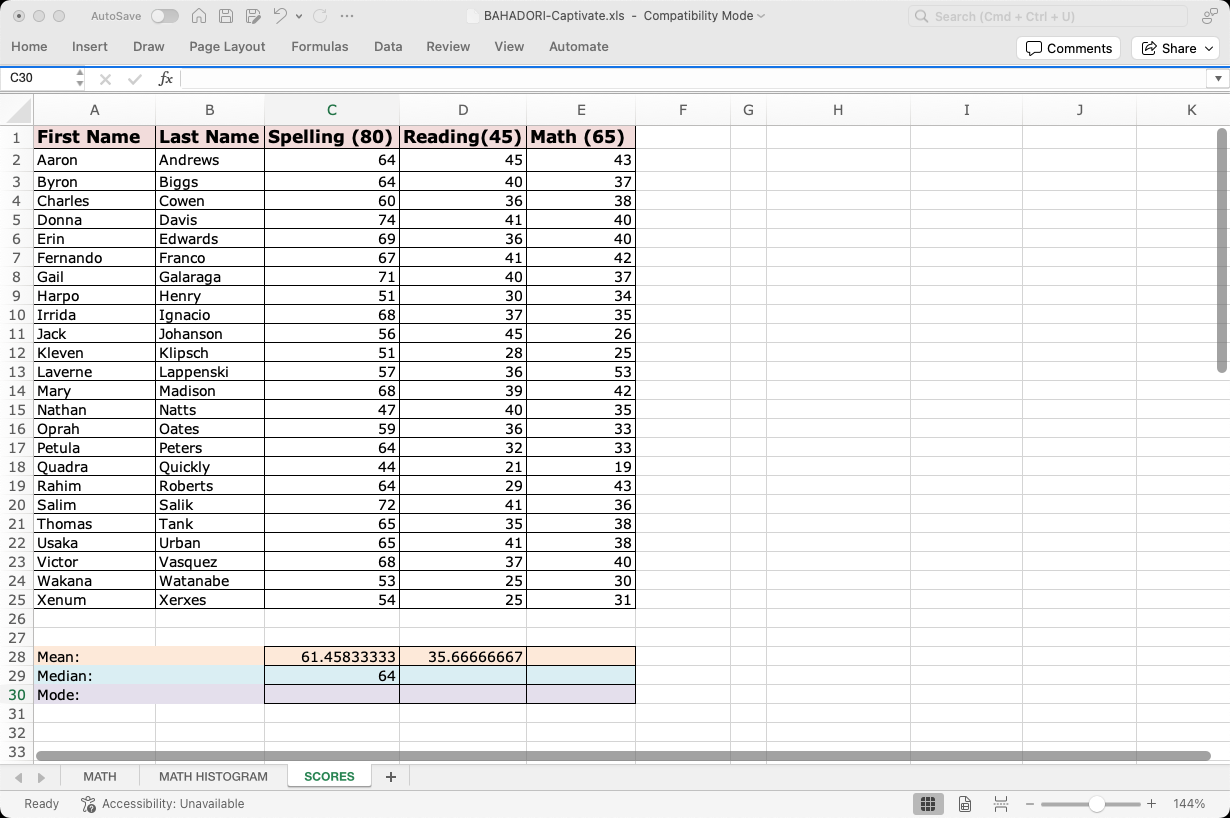 AutoSave
BAHADORI-Captivate.xls - Compatibility Mode
Search (Cmd + Ctrl + U)
Home Insert Draw Page Layout Formulas Data Review View Automate Comments Share
C30 fx
A B C D E F G H I J K
1 First Name Last Name Spelling (80) Reading(45) Math (65)
2 Aaron Andrews 64 45 43
3 Byron Biggs 64 40 37
4 Charles Cowen 60 36 38
5 Donna Davis 74 41 40
6 Erin Edwards 69 36 40
7 Fernando Franco 67 41 42
8 Gail Galaraga 71 40 37
9 Harpo Henry 51 30 34
10 Irrida Ignacio 68 37 35
11 Jack Johanson 56 45 26
12 Kleven Klipsch 51 28 25
13 Laverne Lappenski 57 36 53
14 Mary Madison 68 39 42
15 Nathan Natts 47 40 35
16 Oprah Oates 59 36 33
17 Petula Peters 64 32 33
18 Quadra Quickly 44 21 19
19 Rahim Roberts 64 29 43
20 Salim Salik 72 41 36
21 Thomas Tank 65 35 38
22 Usaka Urban 65 41 38
23 Victor Vasquez 68 37 40
24 Wakana Watanabe 53 25 30
25 Xenum Xerxes 54 25 31
26
27
28 Mean: 61.45833333 35.66666667
29 Median: 64
30 Mode:
31
32
33
MATH MATH HISTOGRAM SCORES +
Ready Accessibility: Unavailable 144%